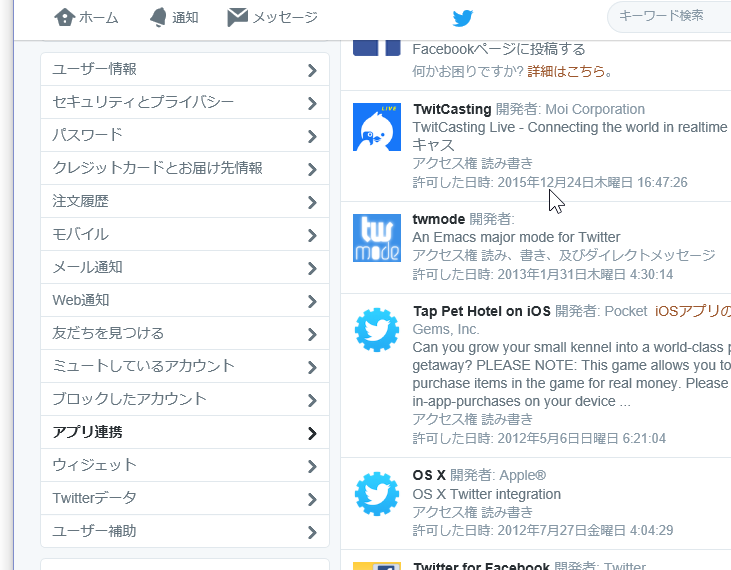 ホーム
通知
メッセージ
キーワード検索
ユーザー情報
セキュリティとプライバシー
パスワード
クレジットカードとお届け先情報
注文履歴
モバイル
メール通知
Web通知
友だちを見つける
ミュートしているアカウント
ブロックしたアカウント
アプリ連携
ウィジェット
Twitterデータ
ユーザー補助
Facebookページに投稿する
何かお困りですか? 詳細はこちら。
LIVE
TwitCasting 開発者: Moi Corporation
TwitCasting Live - Connecting the world in realtime
キャス
アクセス権 読み書き
許可した日時: 2015年12月24日木曜日 16:47:26
tw
mode
twmode 開発者:
An Emacs major mode for Twitter
アクセス権 読み、書き、及びダイレクトメッセージ
許可した日時: 2013年1月31日木曜日 4:30:14
Tap Pet Hotel on iOS 開発者: Pocket iOSアプリの
Gems, Inc.
Can you grow your small kennel into a world-class p
getaway? PLEASE NOTE: This game allows you to
purchase items in the game for real money. Please
in-app-purchases on your device ...
アクセス権 読み書き
許可した日時: 2012年5月6日日曜日 6:21:04
OS X 開発者: Apple®
OS X Twitter integration
アクセス権 読み書き
許可した日時: 2012年7月27日金曜日 4:04:29
Twitter for Facebook 開発者: Twitter